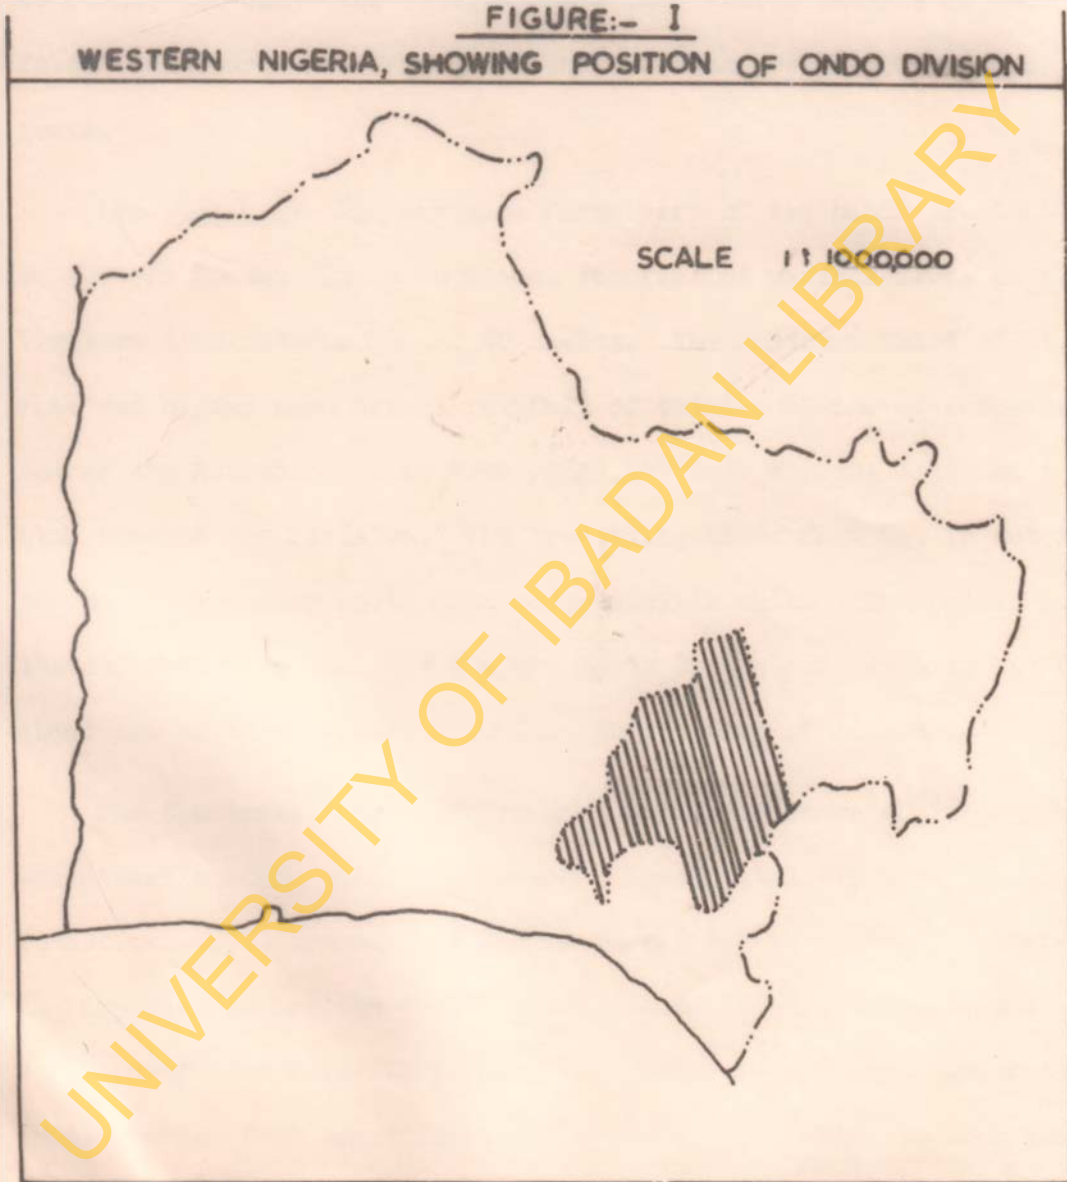 FIGURE:- I
WESTERN NIGERIA, SHOWING POSITION OF ONDO DIVISION
SCALE 1: 1000,000
UNIVERSITY OF IBADAN LIBRARY